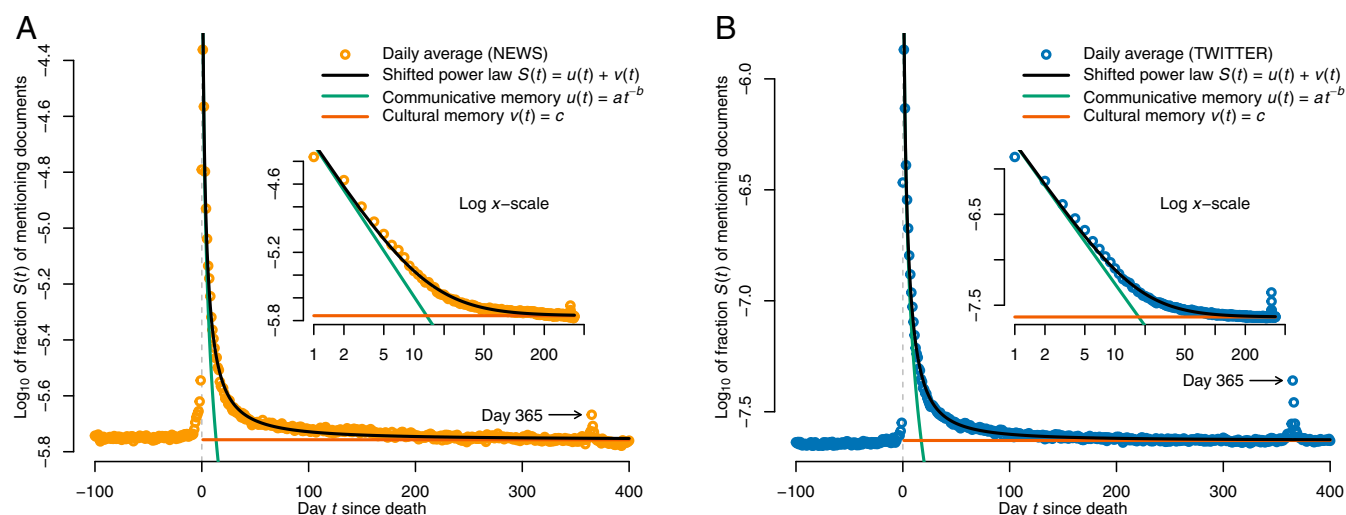 A
Log10 of fraction S(t) of mentioning documents
−4.4
−4.6
−4.8
−5.0
−5.2
−5.4
−5.6
−5.8
Daily average (NEWS)
Shifted power law S(t) = u(t) + v(t)
Communicative memory u(t) = at^−b
Cultural memory v(t) = c
−4.6
−5.2
−5.8
Log x−scale
1 2 5 10 50 200
Day 365
−100 0 100 200 300 400
Day t since death
B
Log10 of fraction S(t) of mentioning documents
−6.0
−6.5
−7.0
−7.5
Daily average (TWITTER)
Shifted power law S(t) = u(t) + v(t)
Communicative memory u(t) = at^−b
Cultural memory v(t) = c
−6.5
−7.5
Log x−scale
1 2 5 10 50 200
Day 365
−100 0 100 200 300 400
Day t since death